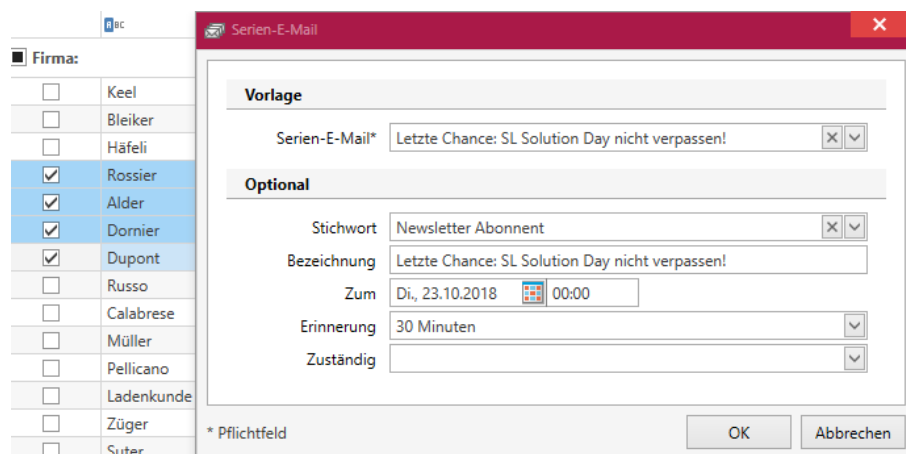 ABC
Firma:
Keel
Bleiker
Häfeli
Rossier
Alder
Dornier
Dupont
Russo
Calabrese
Müller
Pellicano
Ladenkunde
Züger
Suter
Serien-E-Mail
Vorlage
Serien-E-Mail* Letzte Chance: SL Solution Day nicht verpassen!
Optional
Stichwort Newsletter Abonnent
Bezeichnung Letzte Chance: SL Solution Day nicht verpassen!
Zum Di., 23.10.2018 00:00
Erinnerung 30 Minuten
Zuständig
* Pflichtfeld OK Abbrechen